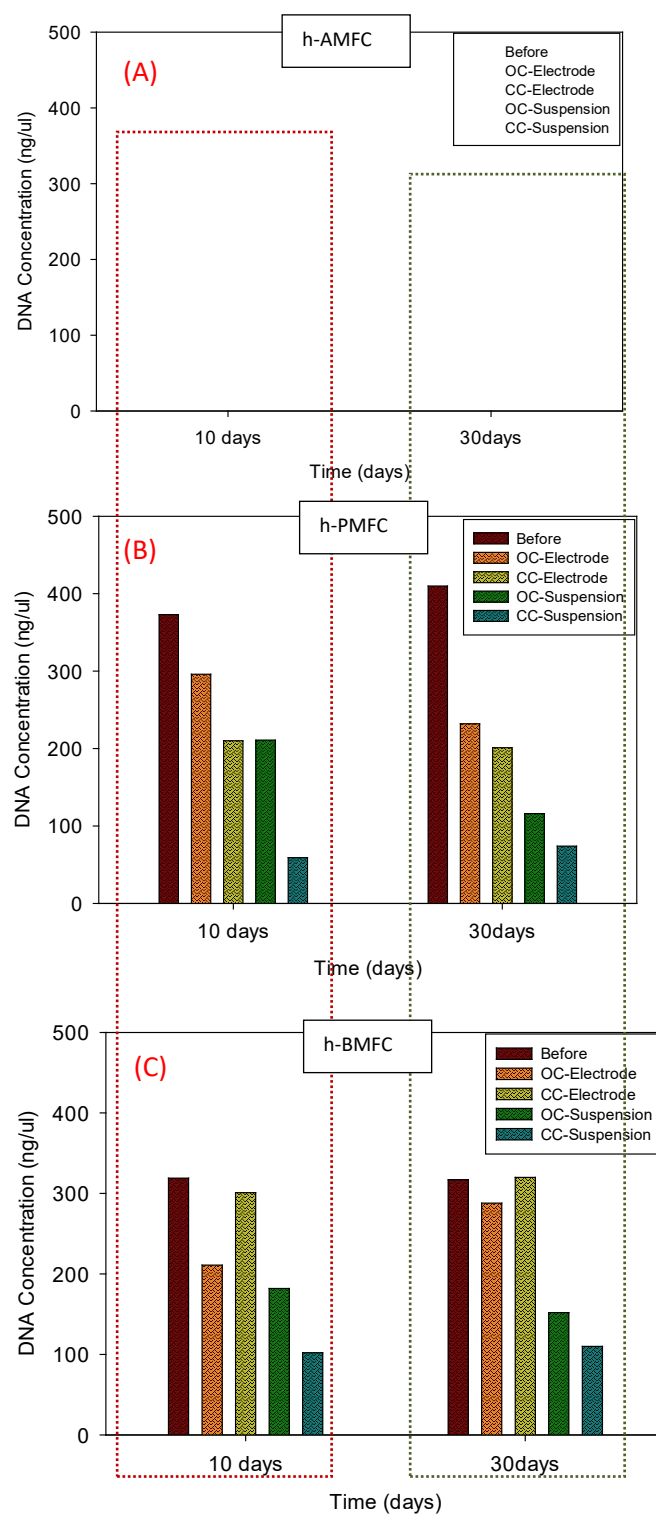 h-AMFC
(A)
Before
OC-Electrode
CC-Electrode
OC-Suspension
CC-Suspension
DNA Concentration (ng/ul)
500
400
300
200
100
0
10 days
30days
Time (days)
h-PMFC
(B)
Before
OC-Electrode
CC-Electrode
OC-Suspension
CC-Suspension
DNA Concentration (ng/ul)
500
400
300
200
100
0
10 days
30days
Time (days)
h-BMFC
(C)
Before
OC-Electrode
CC-Electrode
OC-Suspension
CC-Suspension
DNA Concentration (ng/ul)
500
400
300
200
100
0
10 days
30days
Time (days)